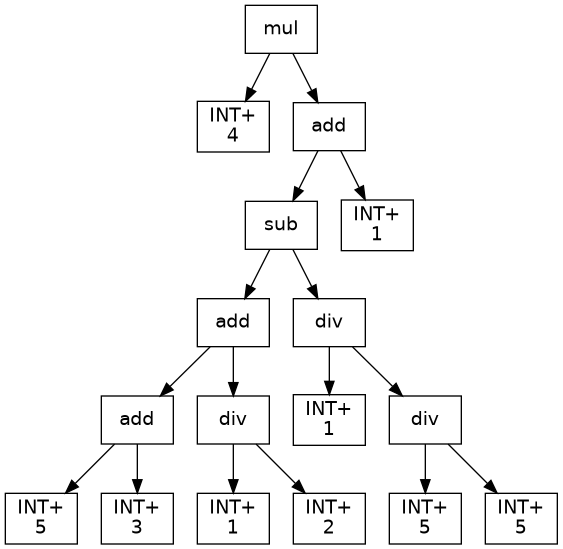 mul
INT+
4
add
sub
INT+
1
add
div
add
div
INT+
1
div
INT+
5
INT+
3
INT+
1
INT+
2
INT+
5
INT+
5